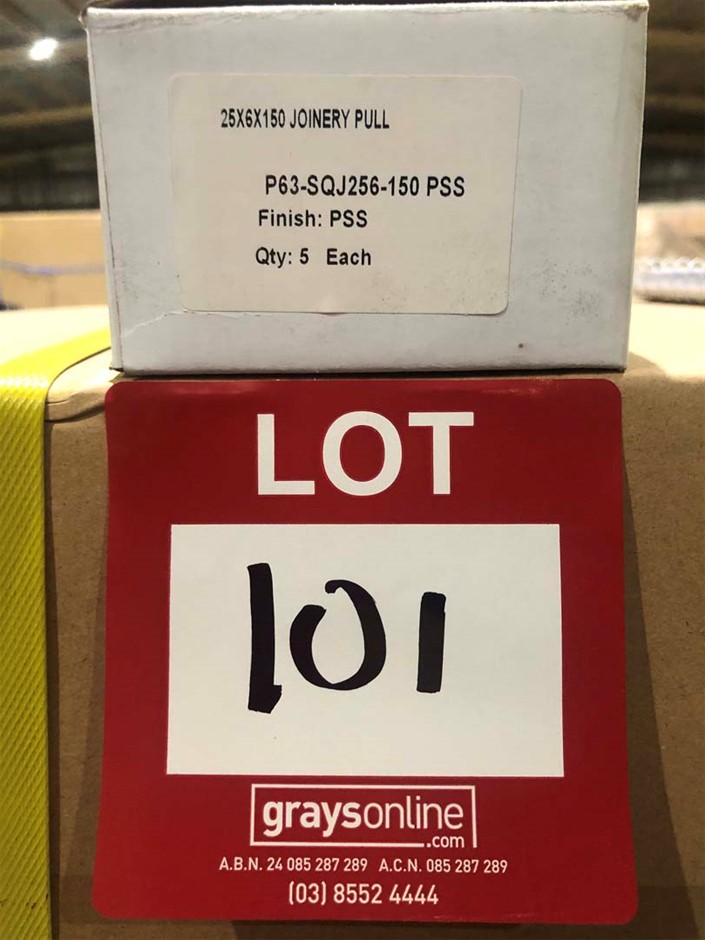 25X6X150 JOINERY PULL
P63-SQJ256-150 PSS
Finish: PSS
Qty: 5 Each
LOT
101
graysonline
.com
A.B.N. 24 085 287 289 A.C.N. 085 287 289
(03) 8552 4444